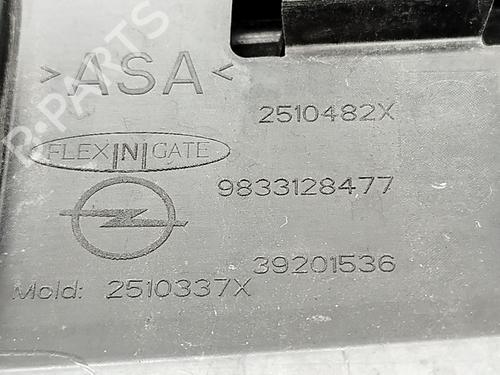 >ASA<
2510482X
FLEX|N|GATE
9833128477
39201536
Mold: 2510337X
R-PARTS